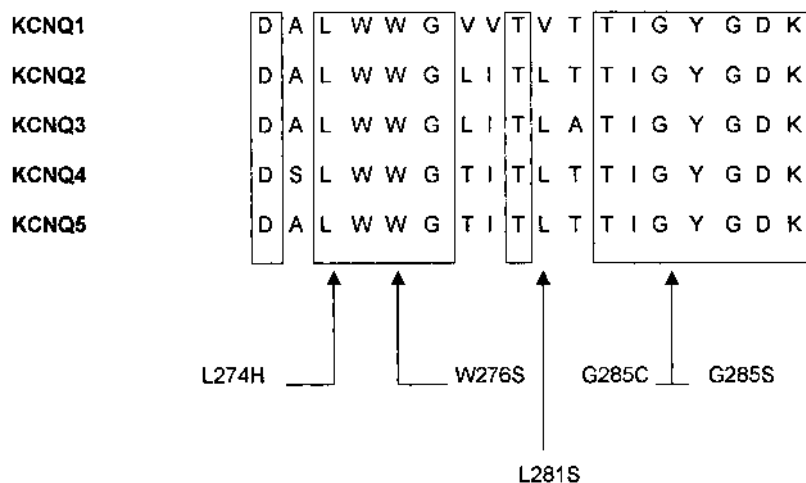 KCNQ1 D A L W W G V V T V T T I G Y G D K
KCNQ2 D A L W W G L I T L T T I G Y G D K
KCNQ3 D A L W W G L I T L A T I G Y G D K
KCNQ4 D S L W W G T I T L T T I G Y G D K
KCNQ5 D A L W W G T I T L T T I G Y G D K
L274H W276S G285C G285S
L281S